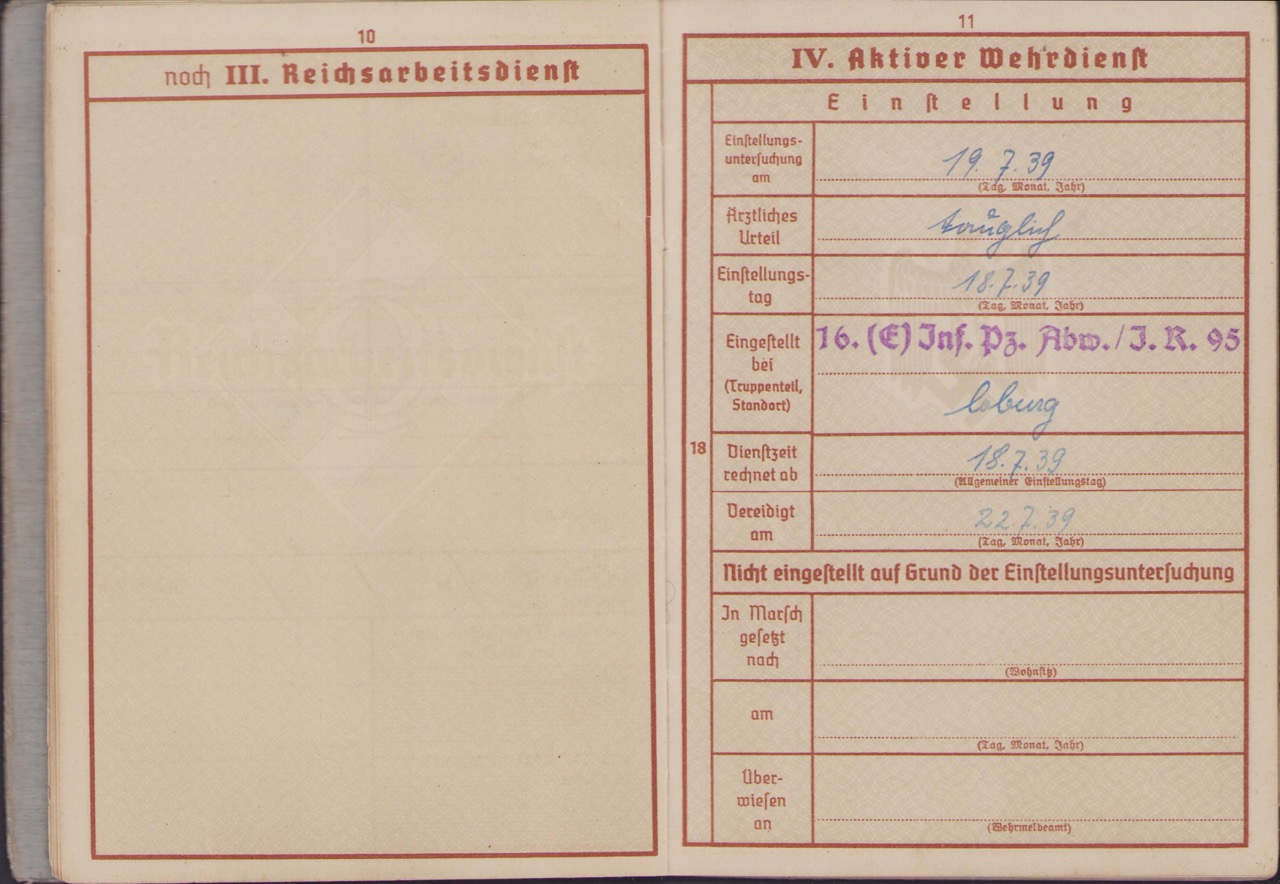 10
noch III. Reichsarbeitsdienst
11
IV. Aktiver Wehrdienst
Einstellung
Einstellungs-
untersuchung
am
19. 7. 39
(Tag, Monat, Jahr)
Ärztliches
Urteil
tauglich
Einstellungs-
tag
18.7.39
(Tag, Monat, Jahr)
Eingestellt
bei
(Truppenteil,
Standort)
16. (E) Inf. Pz. Abw. / I. R. 95
Coburg
18
Dienstzeit
rechnet ab
18.7.39
(Allgemeiner Einstellungstag)
Vereidigt
am
22.7.39
(Tag, Monat, Jahr)
Nicht eingestellt auf Grund der Einstellungsuntersuchung
In Marsch
gesetzt
nach
(Wohnsitz)
am
(Tag, Monat, Jahr)
Über-
wiesen
an
(Wehrmeldeamt)